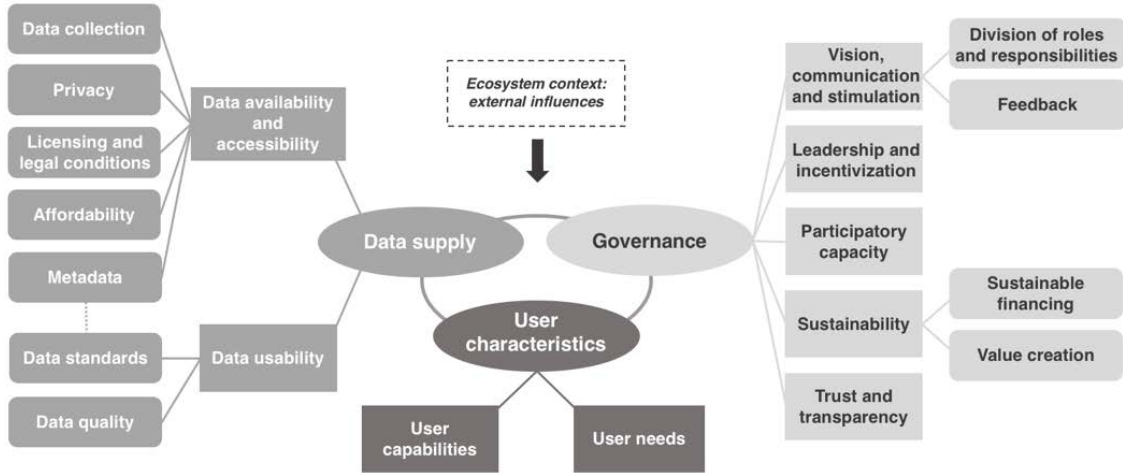 Data collection
Privacy
Licensing and
legal conditions
Affordability
Metadata
Data standards
Data quality
Data availability
and
accessibility
Data usability
Ecosystem context:
external influences
Data supply
Governance
User
characteristics
User
capabilities
User needs
Vision,
communication
and stimulation
Leadership and
incentivization
Participatory
capacity
Sustainability
Trust and
transparency
Division of roles
and responsibilities
Feedback
Sustainable
financing
Value creation